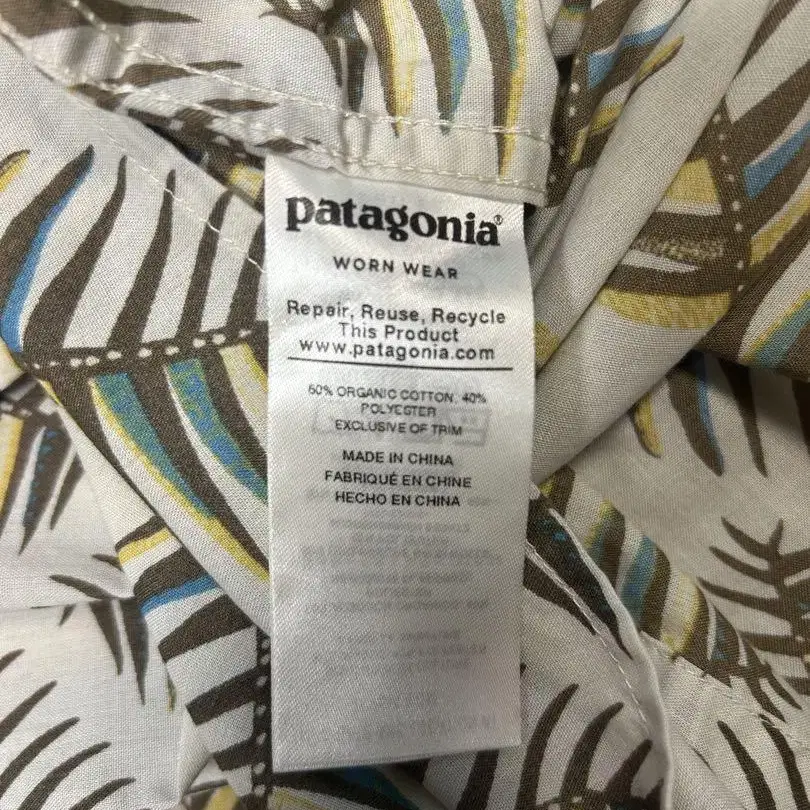 patagonia®
WORN WEAR
Repair, Reuse, Recycle
This Product
www.patagonia.com
60% ORGANIC COTTON, 40%
POLYESTER
EXCLUSIVE OF TRIM
MADE IN CHINA
FABRIQUÉ EN CHINE
HECHO EN CHINA